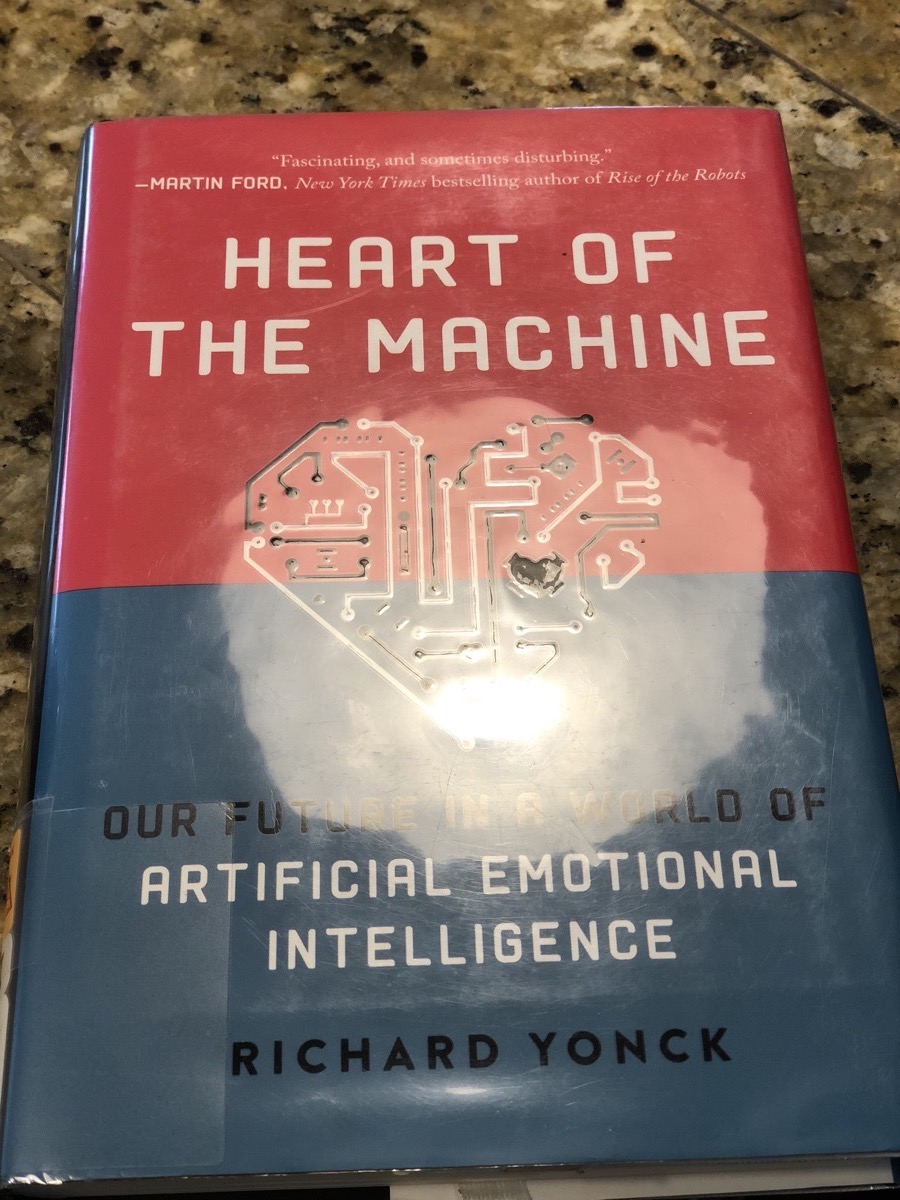 “Fascinating, and sometimes disturbing.”
—MARTIN FORD, New York Times bestselling author of Rise of the Robots
HEART OF
THE MACHINE
OUR FUTURE IN A WORLD OF
ARTIFICIAL EMOTIONAL
INTELLIGENCE
RICHARD YONCK